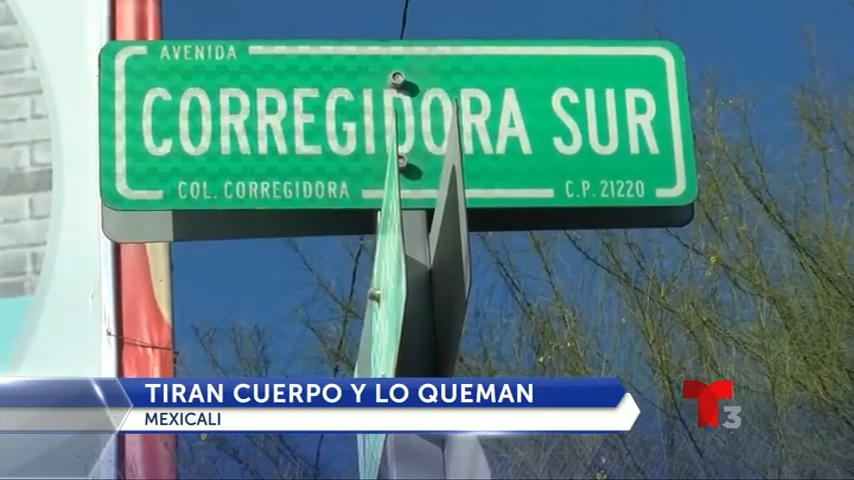 AVENIDA
CORREGIDORA SUR
COL. CORREGIDORA C.P. 21220
TIRAN CUERPO Y LO QUEMAN
MEXICALI
T3